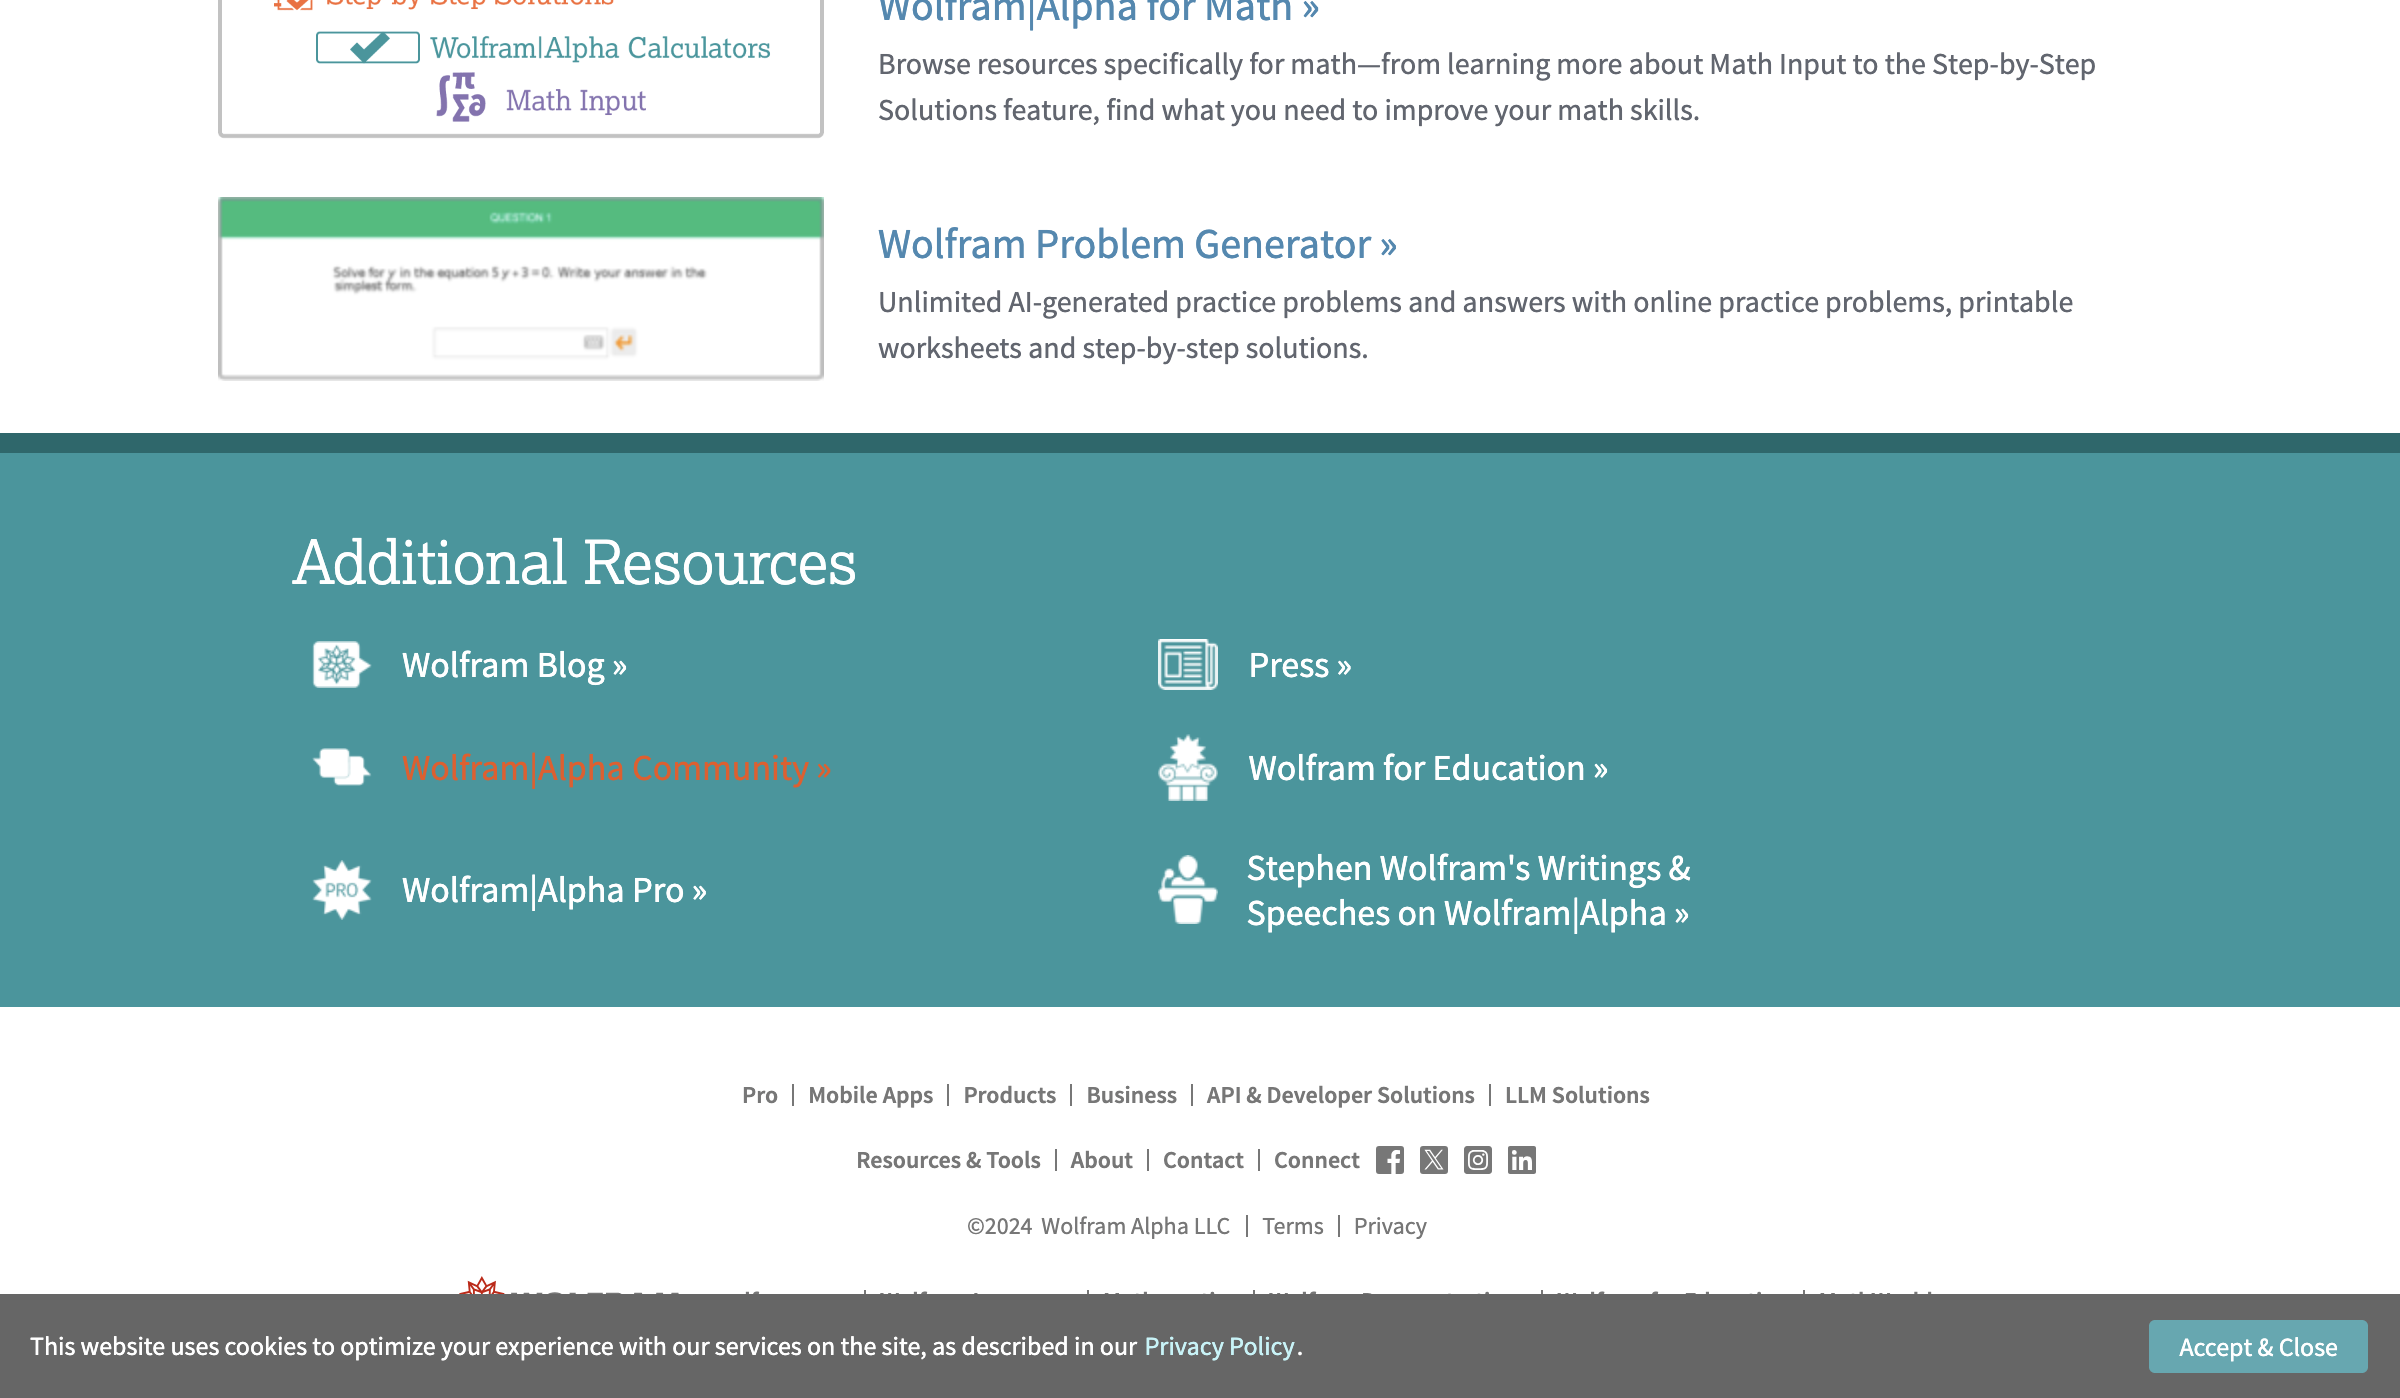 Step-by-Step Solutions
Wolfram|Alpha Calculators
Math Input
Wolfram|Alpha for Math »
Browse resources specifically for math—from learning more about Math Input to the Step-by-Step
Solutions feature, find what you need to improve your math skills.
QUESTION 1
Solve for y in the equation 5 y + 3 = 0. Write your answer in the
simplest form.
Wolfram Problem Generator »
Unlimited AI-generated practice problems and answers with online practice problems, printable
worksheets and step-by-step solutions.
Additional Resources
Wolfram Blog »
Press »
Wolfram|Alpha Community »
Wolfram for Education »
PRO
Wolfram|Alpha Pro »
Stephen Wolfram's Writings &
Speeches on Wolfram|Alpha »
Pro | Mobile Apps | Products | Business | API & Developer Solutions | LLM Solutions
Resources & Tools | About | Contact | Connect
©2024 Wolfram Alpha LLC | Terms | Privacy
This website uses cookies to optimize your experience with our services on the site, as described in our Privacy Policy.
Accept & Close